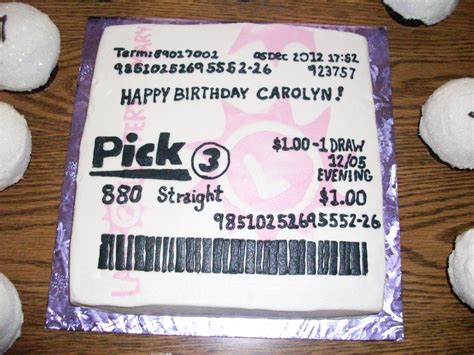 Term:89017002 05Dec 2012 17:52
98510252695552-26 923757
HAPPY BIRTHDAY CAROLYN!
Pick 3 $1.00-1 DRAW
12/05
EVENING
880 Straight $1.00
98510252695552-26